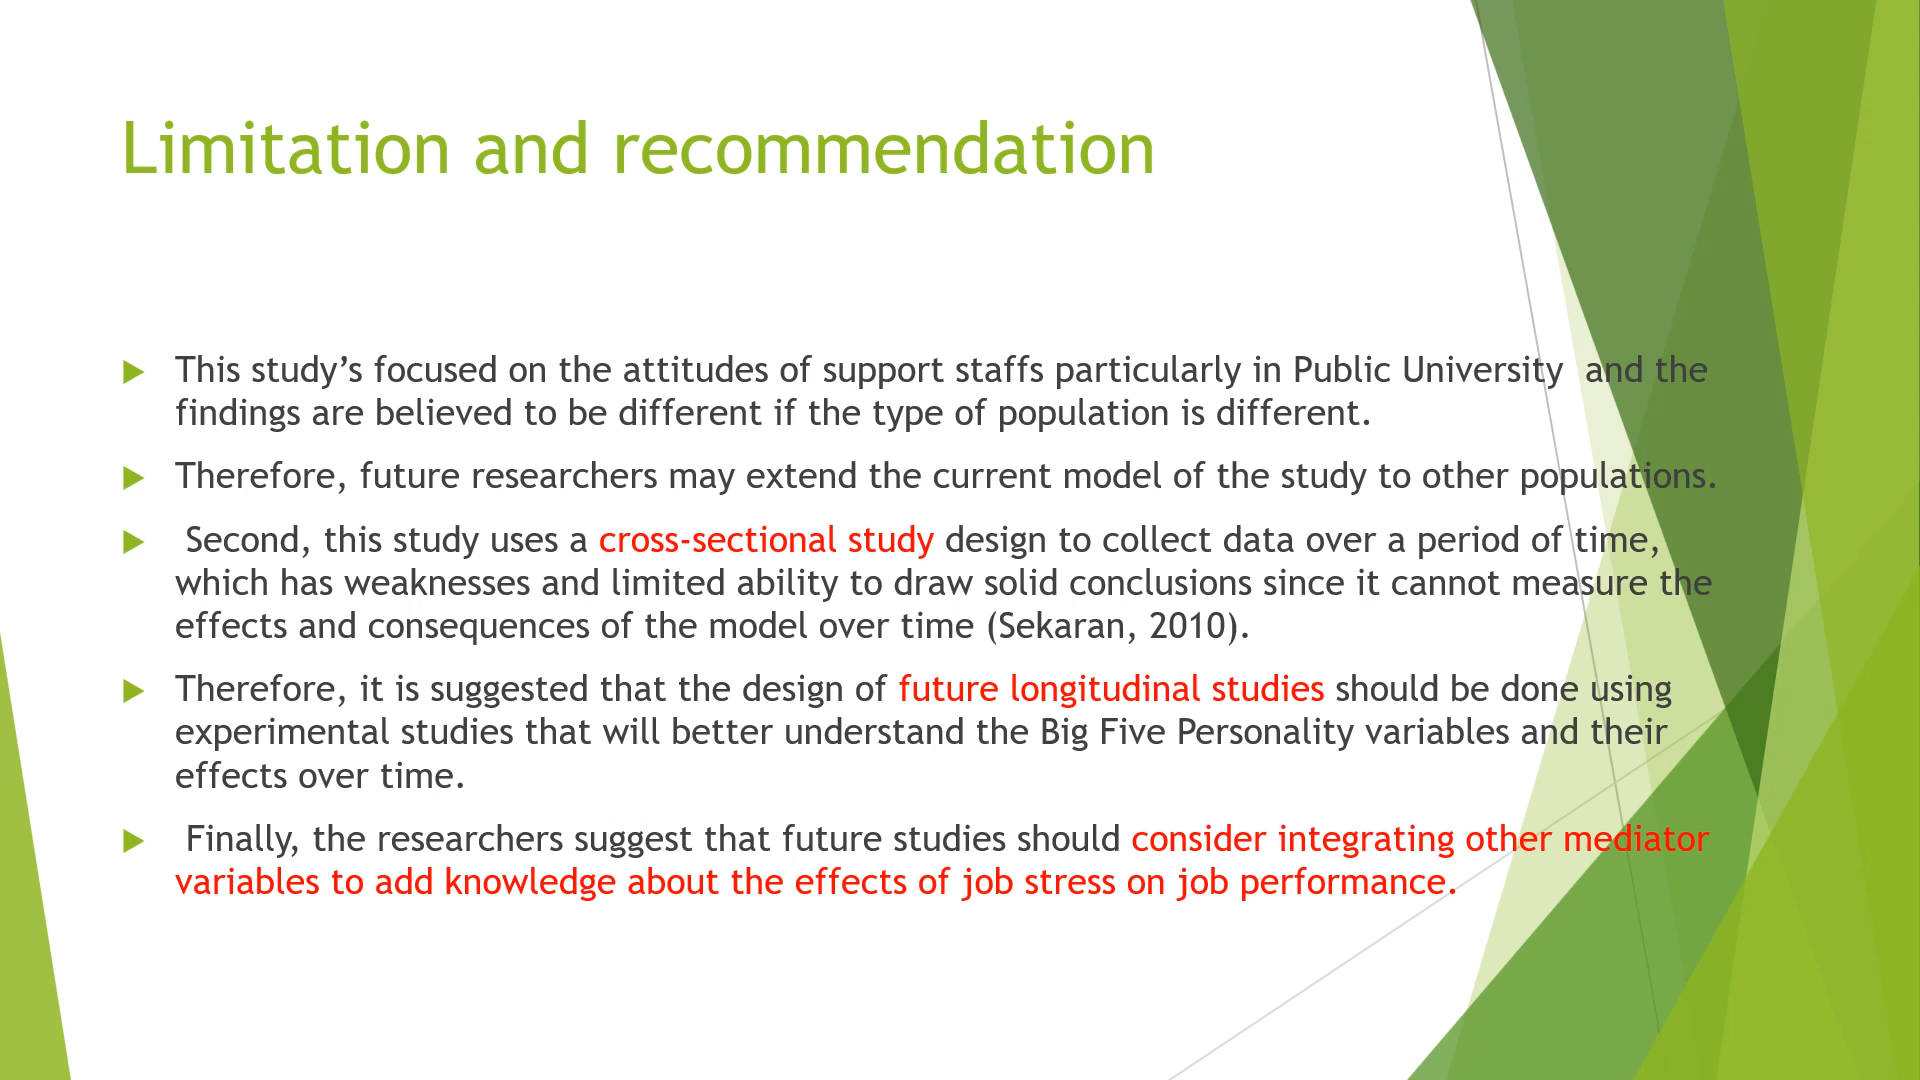 Limitation and recommendation
This study’s focused on the attitudes of support staffs particularly in Public University  and the
findings are believed to be different if the type of population is different.
Therefore, future researchers may extend the current model of the study to other populations.
Second, this study uses a cross-sectional study design to collect data over a period of time,
which has weaknesses and limited ability to draw solid conclusions since it cannot measure the
effects and consequences of the model over time (Sekaran, 2010).
Therefore, it is suggested that the design of future longitudinal studies should be done using
experimental studies that will better understand the Big Five Personality variables and their
effects over time.
Finally, the researchers suggest that future studies should consider integrating other mediator
variables to add knowledge about the effects of job stress on job performance.